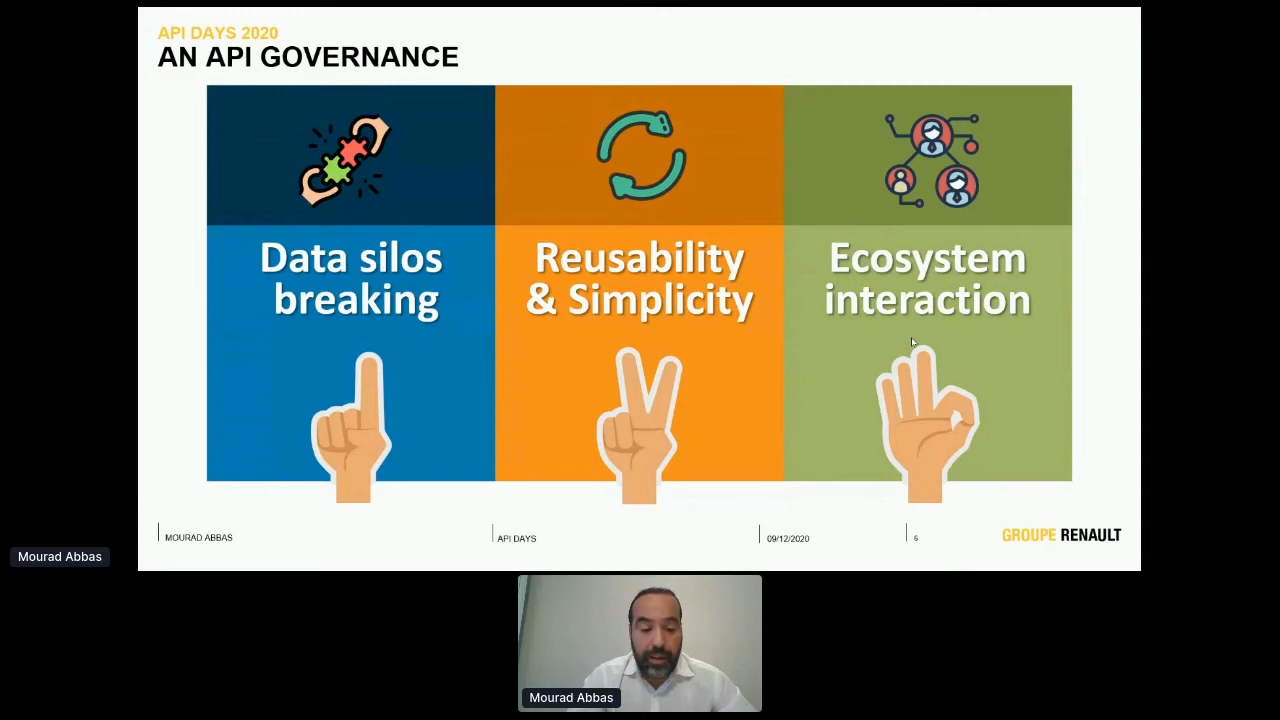 API DAYS 2020
AN API GOVERNANCE
Data silos
breaking
Reusability
& Simplicity
Ecosystem
interaction
MOURAD ABBAS
API DAYS
09/12/2020
6
GROUPE RENAULT
Mourad Abbas
Mourad Abbas